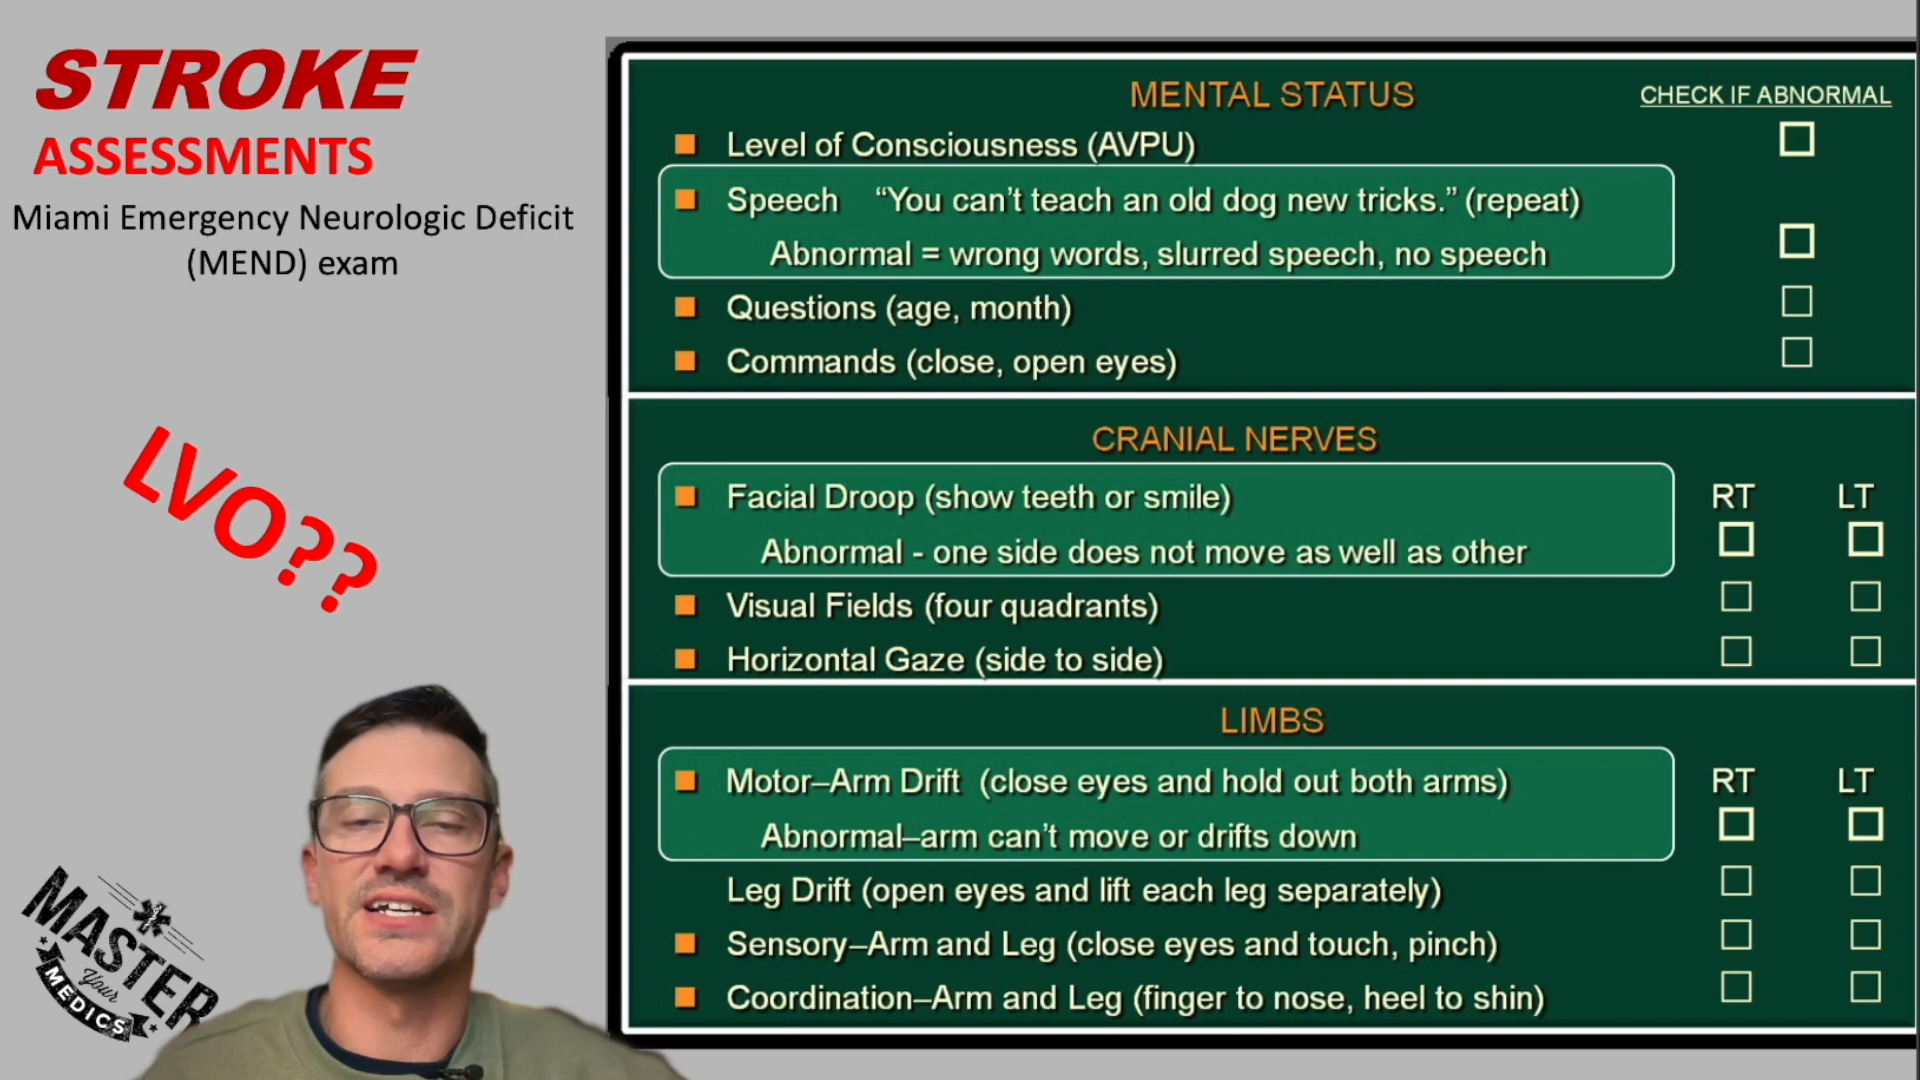 STROKE
ASSESSMENTS
Miami Emergency Neurologic Deficit
(MEND) exam
LVO??
MASTER
Your
MEDICS
MENTAL STATUS
CHECK IF ABNORMAL
Level of Consciousness (AVPU)
Speech “You can’t teach an old dog new tricks.” (repeat)
Abnormal = wrong words, slurred speech, no speech
Questions (age, month)
Commands (close, open eyes)
CRANIAL NERVES
Facial Droop (show teeth or smile)
RT LT
Abnormal - one side does not move as well as other
Visual Fields (four quadrants)
Horizontal Gaze (side to side)
LIMBS
Motor–Arm Drift (close eyes and hold out both arms)
RT LT
Abnormal–arm can’t move or drifts down
Leg Drift (open eyes and lift each leg separately)
Sensory–Arm and Leg (close eyes and touch, pinch)
Coordination–Arm and Leg (finger to nose, heel to shin)